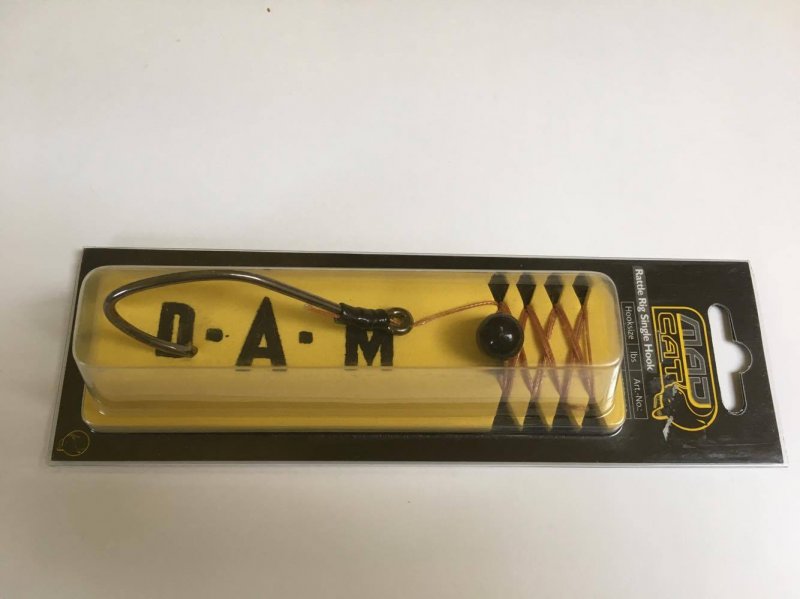 D·A·M
MAD
CAT
Rattle Rig Single Hook
Hooksize
lbs
Art.-No.: